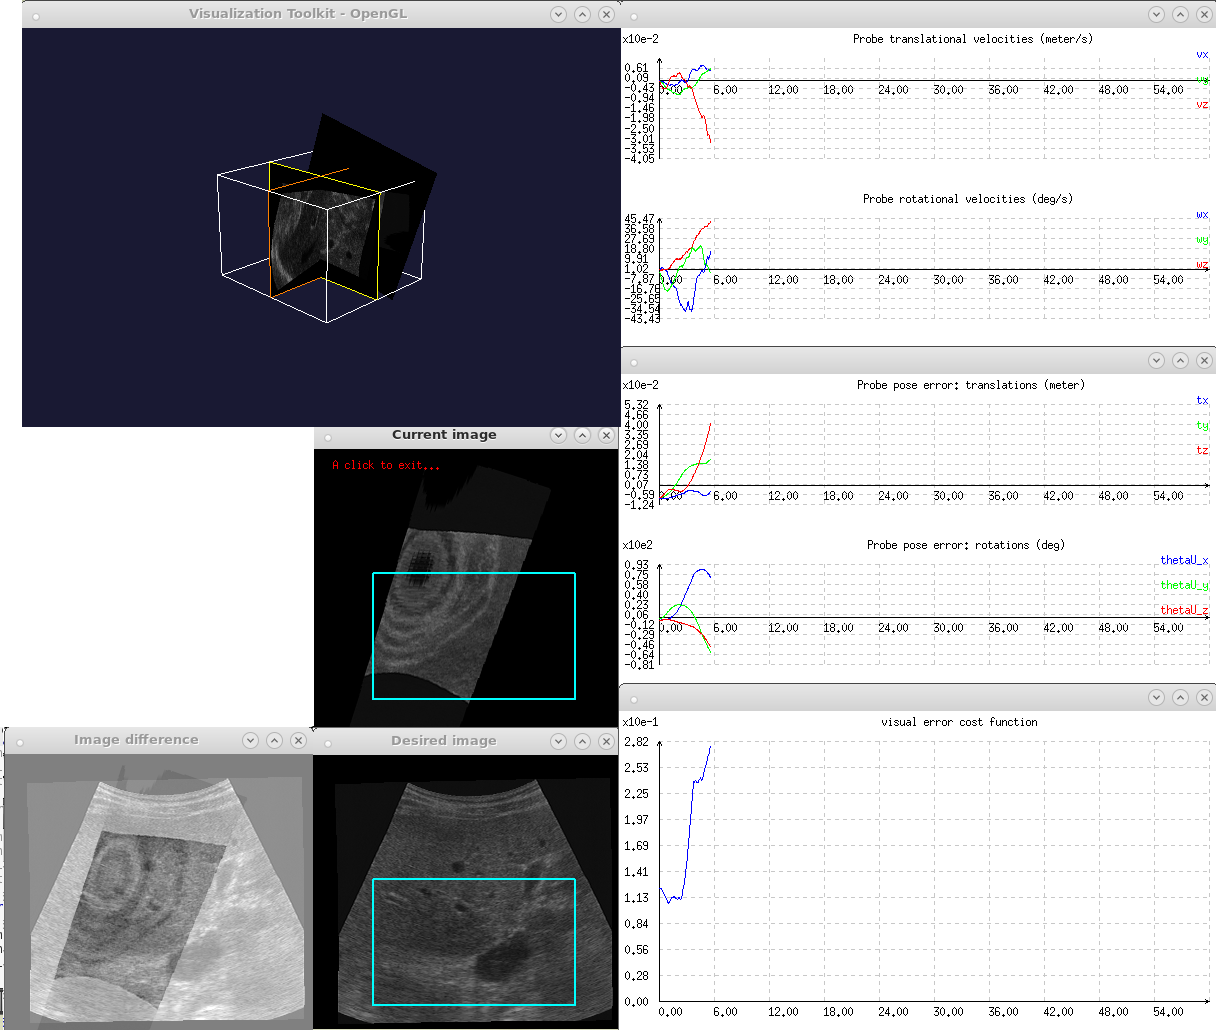 Visualization Toolkit - OpenGL
x10e-2
Probe translational velocities (meter/s)
vx
vy
vz
0.61
0.09
-0.43
-0.94
-1.46
-1.98
-2.50
-3.01
-3.53
-4.05
0.00 6.00 12.00 18.00 24.00 30.00 36.00 42.00 48.00 54.00
Probe rotational velocities (deg/s)
wx
wy
wz
45.47
36.58
27.69
18.80
9.91
1.02
-7.87
-16.76
-25.65
-34.54
-43.43
0.00 6.00 12.00 18.00 24.00 30.00 36.00 42.00 48.00 54.00
x10e-2
Probe pose error: translations (meter)
tx
ty
tz
5.32
4.66
4.00
3.35
2.69
2.04
1.38
0.73
0.07
-0.59
-1.24
0.00 6.00 12.00 18.00 24.00 30.00 36.00 42.00 48.00 54.00
x10e2
Probe pose error: rotations (deg)
thetaU_x
thetaU_y
thetaU_z
0.93
0.75
0.58
0.40
0.23
0.06
-0.12
-0.29
-0.46
-0.64
-0.81
0.00 6.00 12.00 18.00 24.00 30.00 36.00 42.00 48.00 54.00
Current image
A click to exit...
Image difference
Desired image
x10e-1
visual error cost function
2.82
2.53
2.25
1.97
1.69
1.41
1.13
0.84
0.56
0.28
0.00
0.00 6.00 12.00 18.00 24.00 30.00 36.00 42.00 48.00 54.00